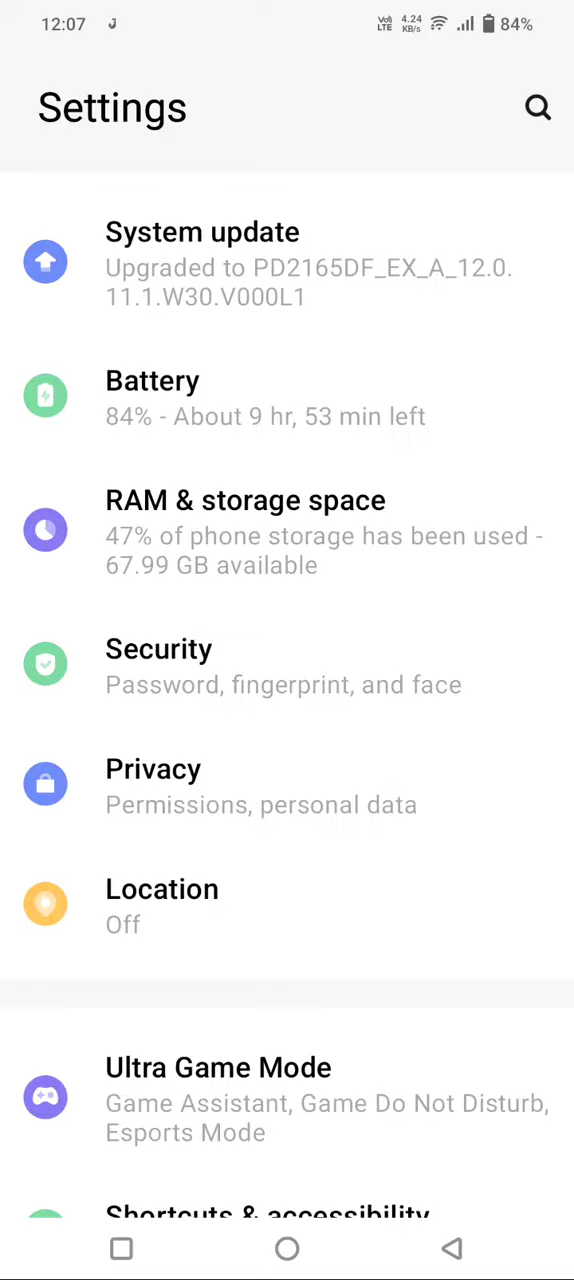 12:07 Vo) LTE 4.24 KB/s 84%
Settings
System update
Upgraded to PD2165DF_EX_A_12.0.
11.1.W30.V000L1
Battery
84% - About 9 hr, 53 min left
RAM & storage space
47% of phone storage has been used -
67.99 GB available
Security
Password, fingerprint, and face
Privacy
Permissions, personal data
Location
Off
Ultra Game Mode
Game Assistant, Game Do Not Disturb,
Esports Mode
Shortcuts & accessibility